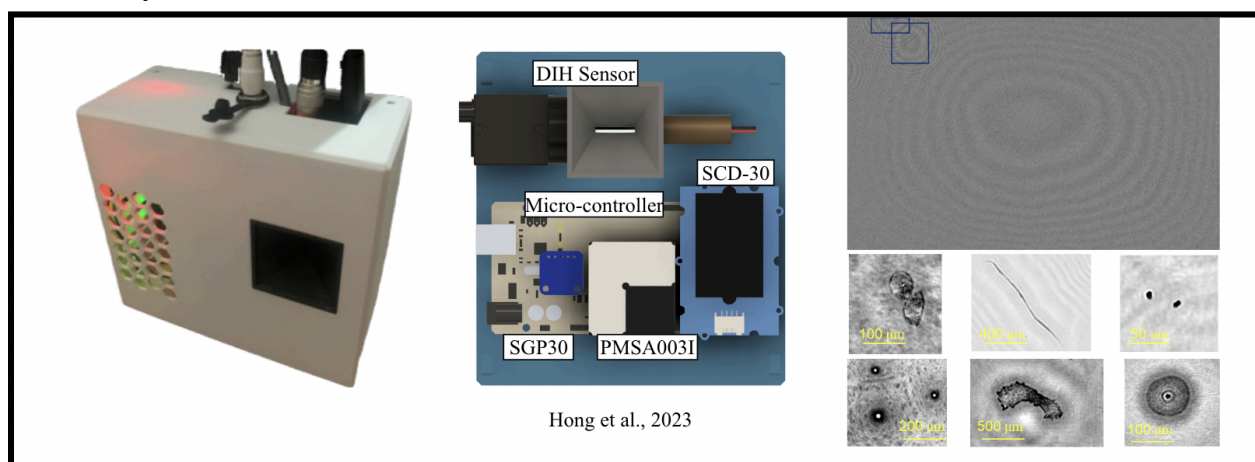 DIH Sensor
SCD-30
Micro-controller
SGP30
PMSA003I
Hong et al., 2023
100 μm
400 μm
50 μm
200 μm
500 μm
100 μm